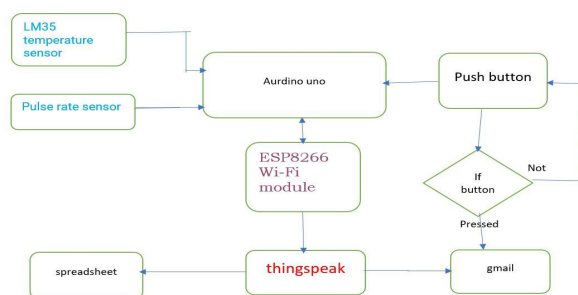 LM35
temperature
sensor
Aurdino uno
Push button
Pulse rate sensor
ESP8266
Wi-Fi
module
If
button
Not
Pressed
spreadsheet
thingspeak
gmail